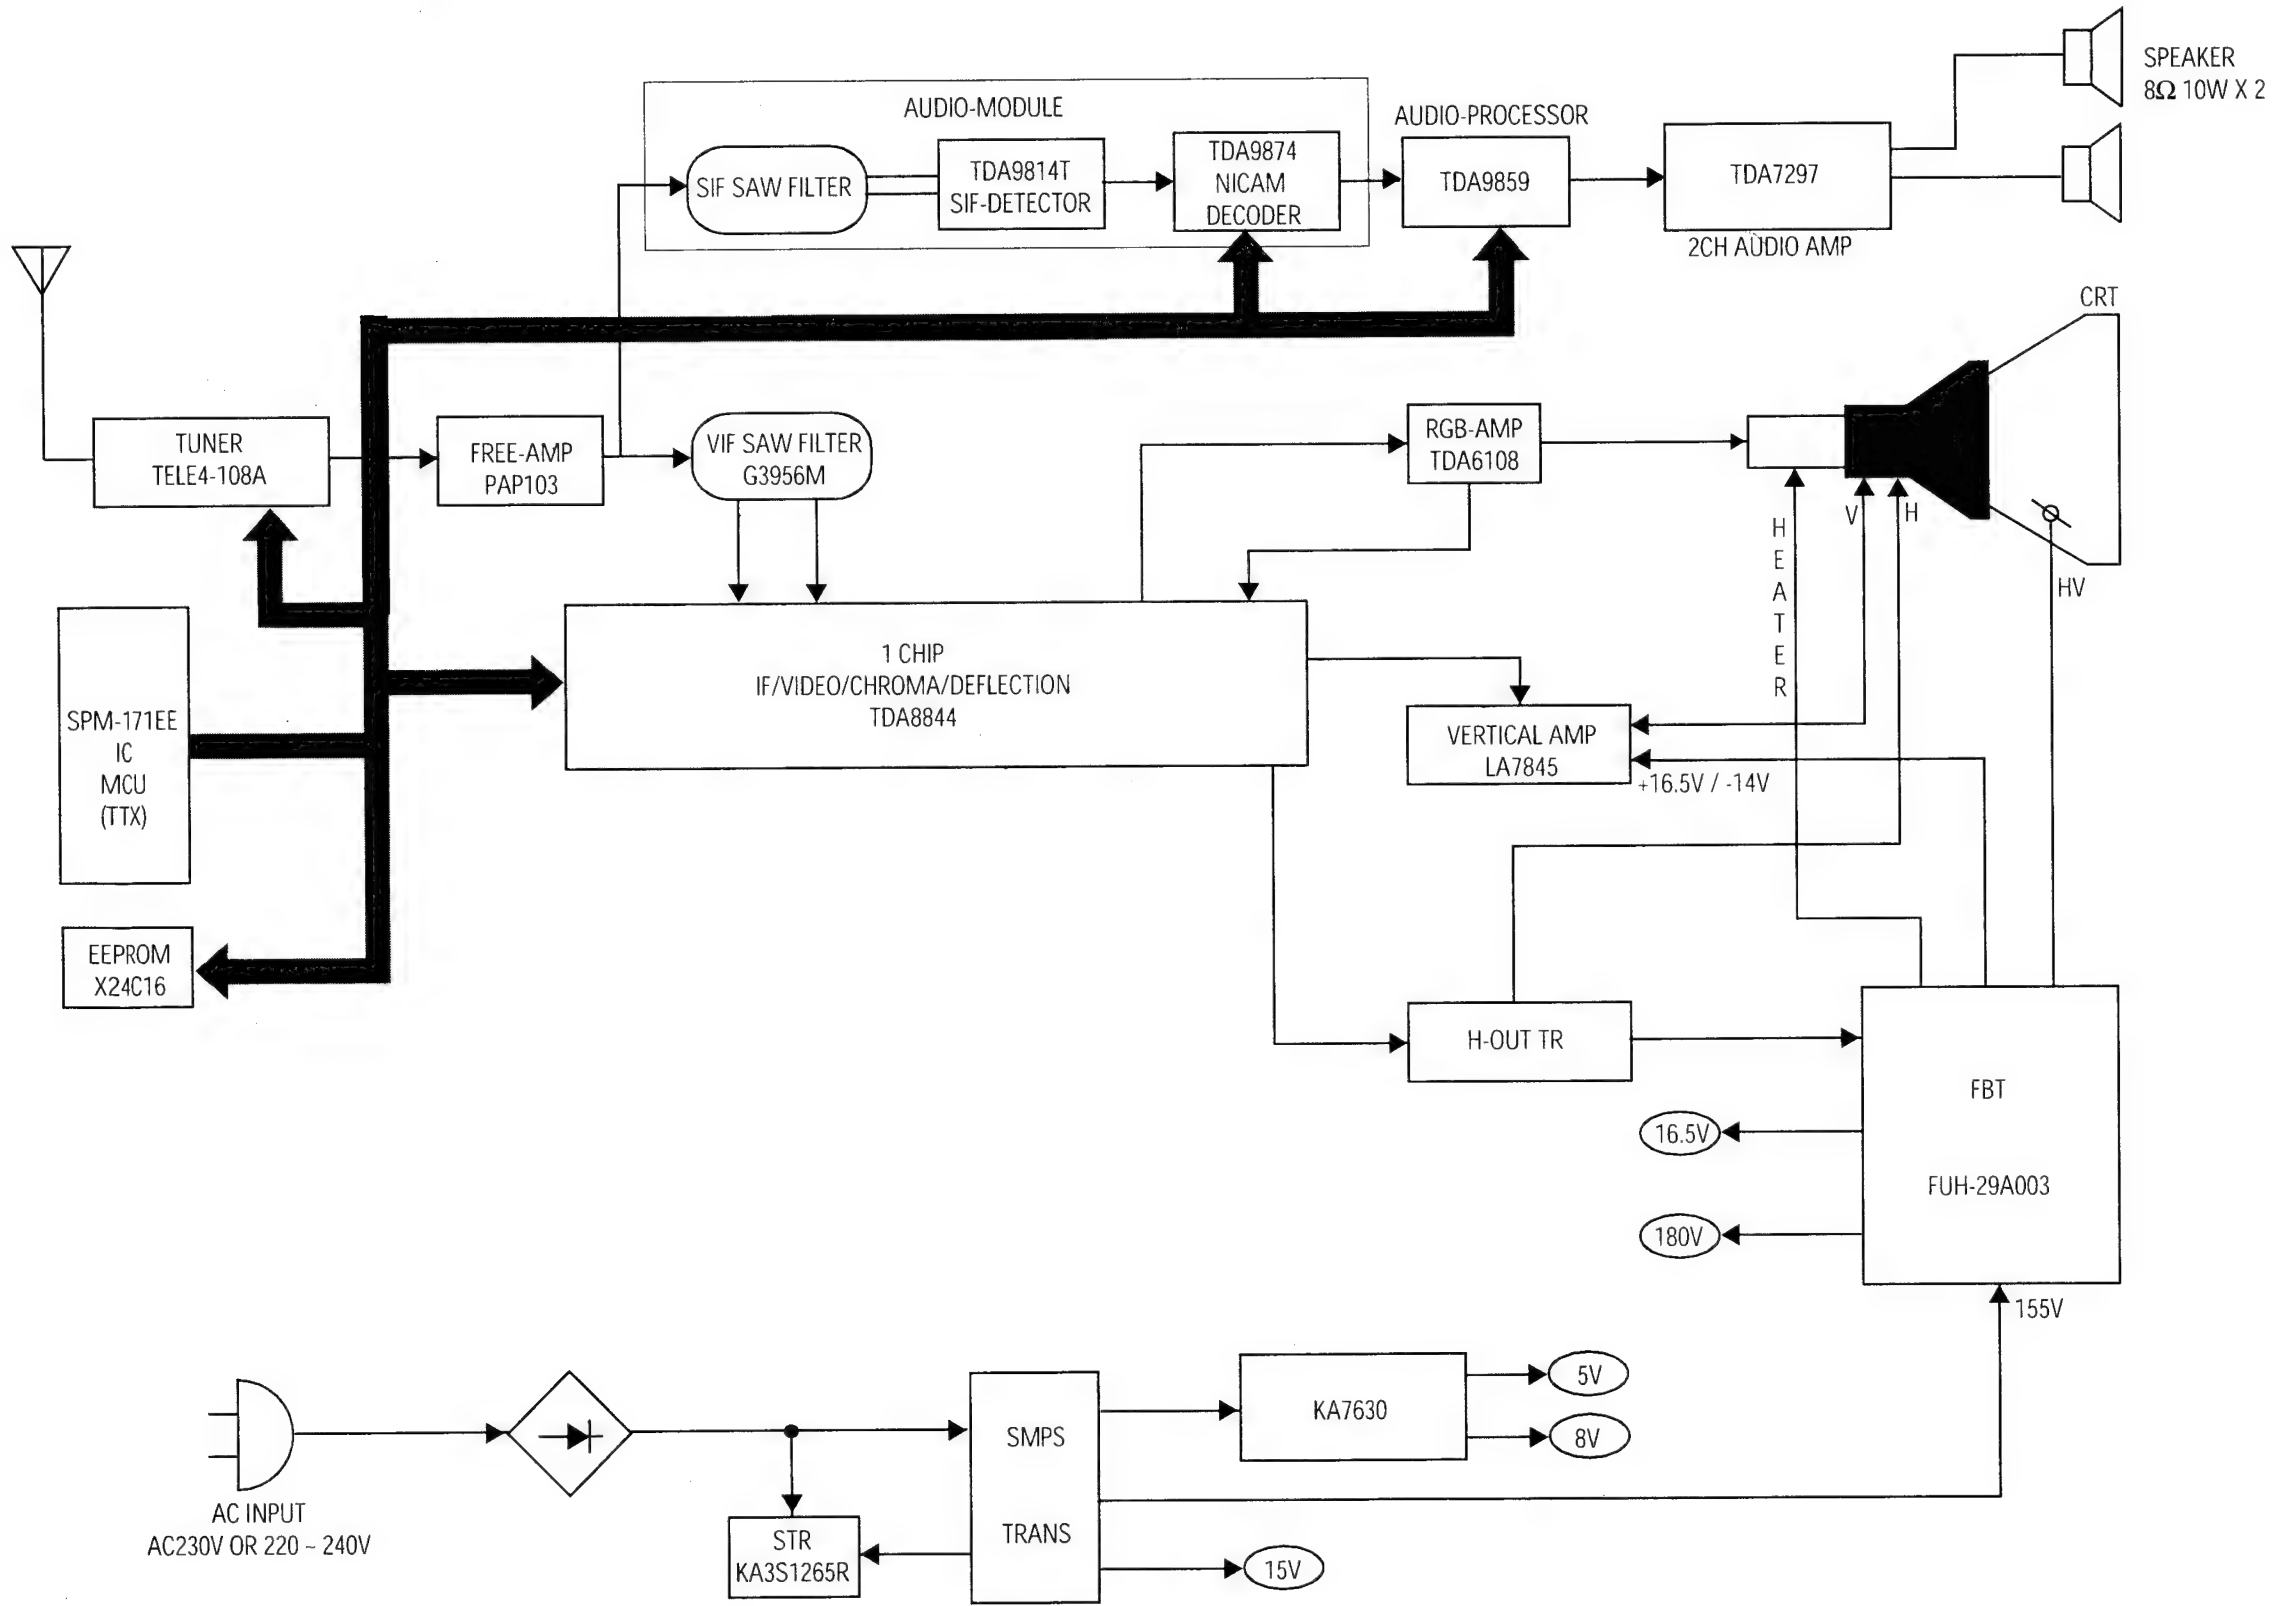 SPEAKER
8Ω 10W X 2
AUDIO-MODULE
AUDIO-PROCESSOR
SIF SAW FILTER
TDA9814T
SIF-DETECTOR
TDA9874
NICAM
DECODER
TDA9859
TDA7297
2CH AUDIO AMP
CRT
TUNER
TELE4-108A
FREE-AMP
PAP103
VIF SAW FILTER
G3956M
RGB-AMP
TDA6108
V
H
HEATER
HV
1 CHIP
IF/VIDEO/CHROMA/DEFLECTION
TDA8844
SPM-171EE
IC
MCU
(TTX)
VERTICAL AMP
LA7845
+16.5V / -14V
EEPROM
X24C16
H-OUT TR
FBT
FUH-29A003
16.5V
180V
155V
AC INPUT
AC230V OR 220 ~ 240V
SMPS
TRANS
KA7630
5V
8V
STR
KA3S1265R
15V